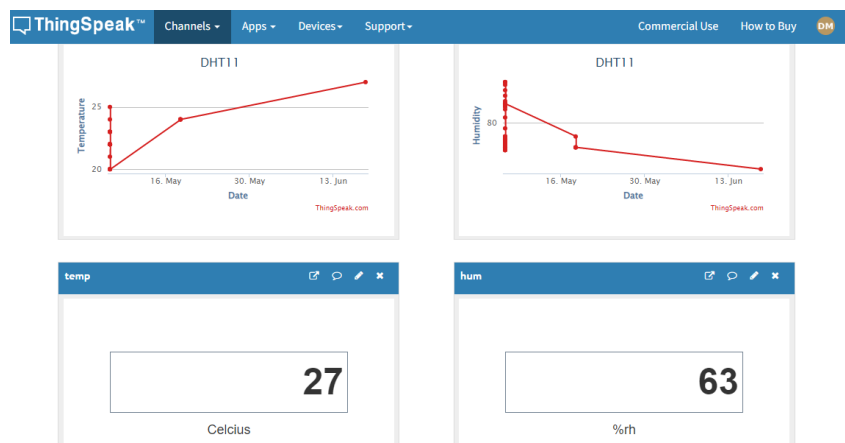 ThingSpeak™ Channels Apps Devices Support Commercial Use How to Buy DM
DHT11
Temperature
25
20
16. May 30. May 13. Jun
Date
ThingSpeak.com
DHT11
Humidity
80
16. May 30. May 13. Jun
Date
ThingSpeak.com
temp
27
Celcius
hum
63
%rh